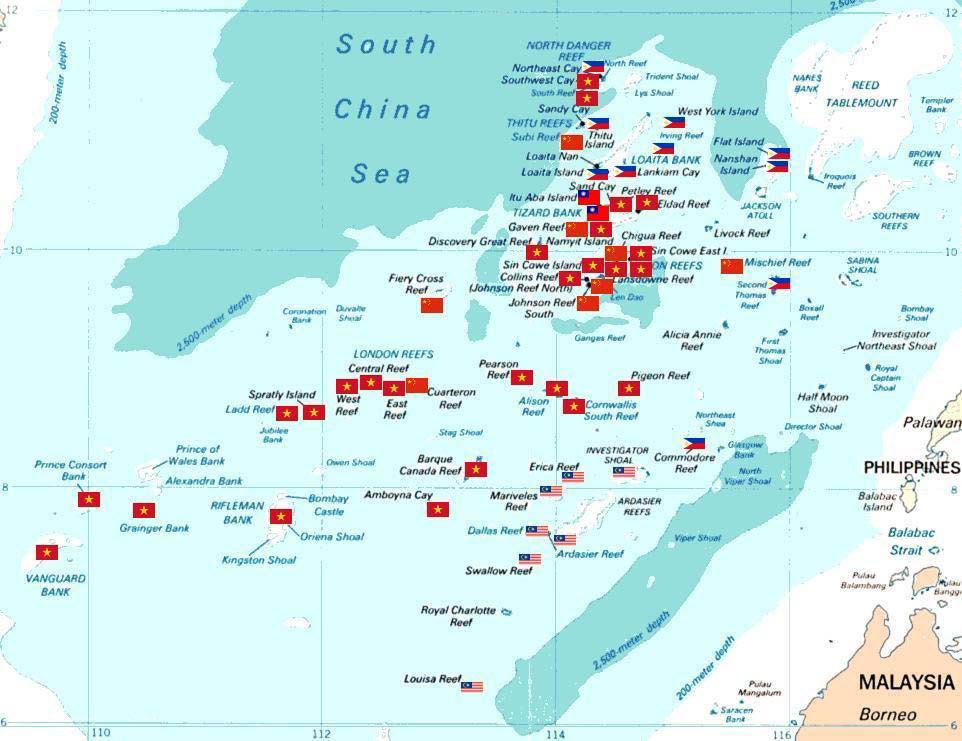 12
2,500-
12
South
China
Sea
200-meter depth
NORTH DANGER
REEF
Northeast Cay
North Reef
Southwest Cay
Trident Shoal
South Reef
Lys Shoal
Sandy Cay
West York Island
THITU REEFS
Thitu
Island
Subi Reef
Irving Reef
Flat Island
Nanshan
Island
Loaita Nan
LOAITA BANK
Loaita Island
Lankiam Cay
NARES
BANK
REED
TABLEMOUNT
Templer
Bank
BROWN
REEF
Iroquois
Reef
Sand Cay
Petley Reef
Itu Aba Island
Eldad Reef
JACKSON
ATOLL
SOUTHERN
REEFS
TIZARD BANK
Gaven Reef
Livock Reef
Chigua Reef
Discovery Great Reef
Namyit Island
10
Sin Cowe East I.
10
Sin Cowe Island
ON REEFS
Mischief Reef
SABINA
SHOAL
Fiery Cross
Reef
Collins Reef
(Johnson Reef North)
Lansdowne Reef
Second
Thomas
Reef
Len Dao
Johnson Reef
South
2,500-meter depth
Coronation
Bank
Duvalle
Shoal
Boxall
Reef
Bombay
Shoal
Ganges Reef
Alicia Annie
Reef
First
Thomas
Shoal
Investigator
Northeast Shoal
LONDON REEFS
Central Reef
Pearson
Reef
Pigeon Reef
Royal
Captain
Shoal
Spratly Island
West
Reef
East
Reef
Cuarteron
Reef
Alison
Reef
Cornwallis
South Reef
Half Moon
Shoal
Ladd Reef
Jubilee
Bank
Northeast
Shea
Director Shoal
Palawan
Stag Shoal
Prince of
Wales Bank
Prince Consort
Bank
Owen Shoal
Barque
Canada Reef
INVESTIGATOR
SHOAL
Erica Reef
Commodore
Reef
Glasgow
Bank
North
Viper Shoal
PHILIPPINES
Alexandra Bank
8
8
Amboyna Cay
Mariveles
Reef
ARDASIER
REEFS
Balabac
Island
Bombay
Castle
RIFLEMAN
BANK
Grainger Bank
Oriena Shoal
Dallas Reef
Viper Shoal
Balabac
Strait
Kingston Shoal
Ardasier Reef
VANGUARD
BANK
Swallow Reef
Pulau
Balambang
Pulau
Bangg
Royal Charlotte
Reef
2,500-meter depth
200-meter depth
Louisa Reef
MALAYSIA
Borneo
Pulau
Mangalum
Saracen
Bank
6
6
110
112
114
116